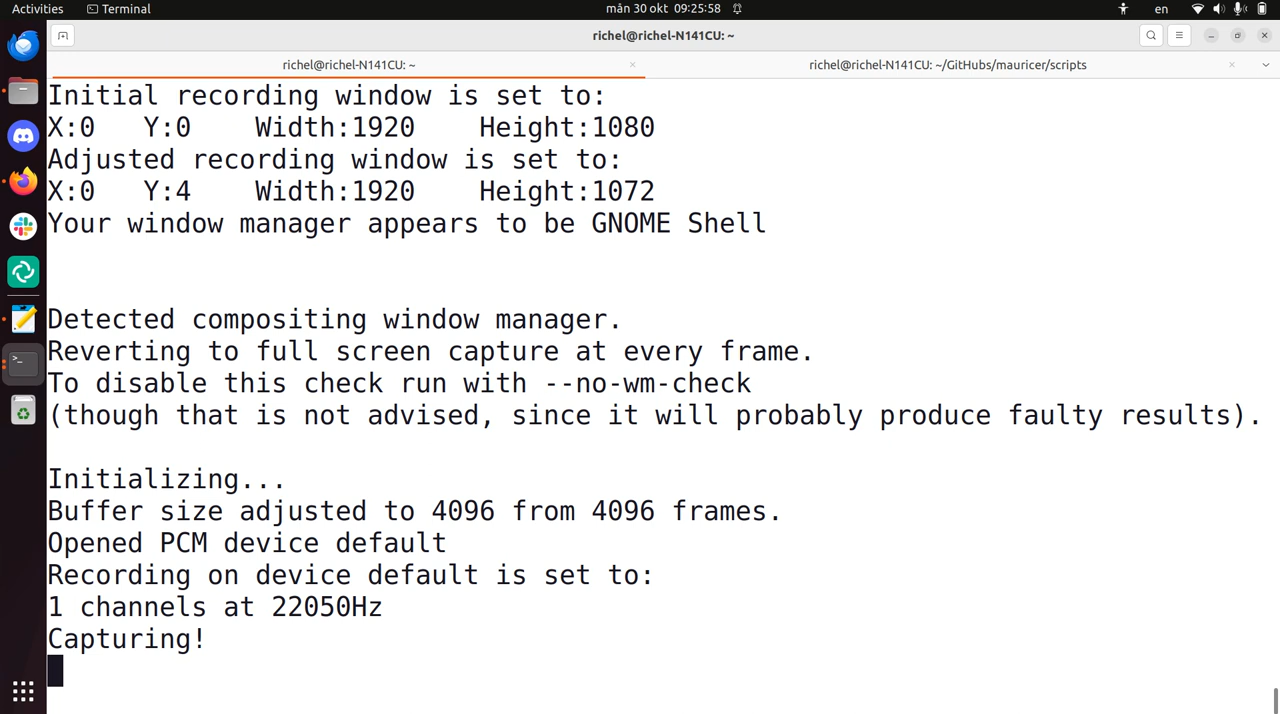 Activities Terminal mån 30 okt 09:25:58 en
richel@richel-N141CU: ~
richel@richel-N141CU: ~ richel@richel-N141CU: ~/GitHubs/mauricer/scripts
Initial recording window is set to:
X:0   Y:0    Width:1920    Height:1080
Adjusted recording window is set to:
X:0   Y:4    Width:1920    Height:1072
Your window manager appears to be GNOME Shell
Detected compositing window manager.
Reverting to full screen capture at every frame.
To disable this check run with --no-wm-check
(though that is not advised, since it will probably produce faulty results).
Initializing...
Buffer size adjusted to 4096 from 4096 frames.
Opened PCM device default
Recording on device default is set to:
1 channels at 22050Hz
Capturing!